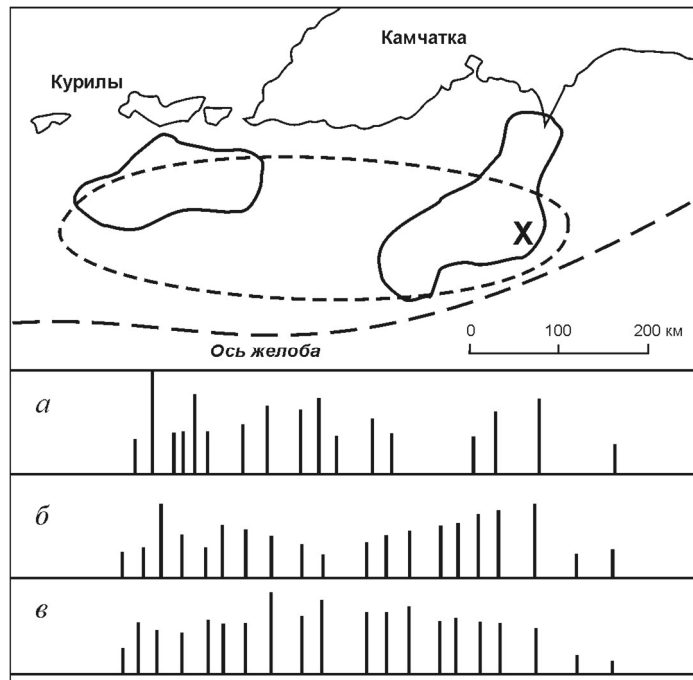 Камчатка
Курилы
X
0 100 200 км
Ось желоба
а
б
в